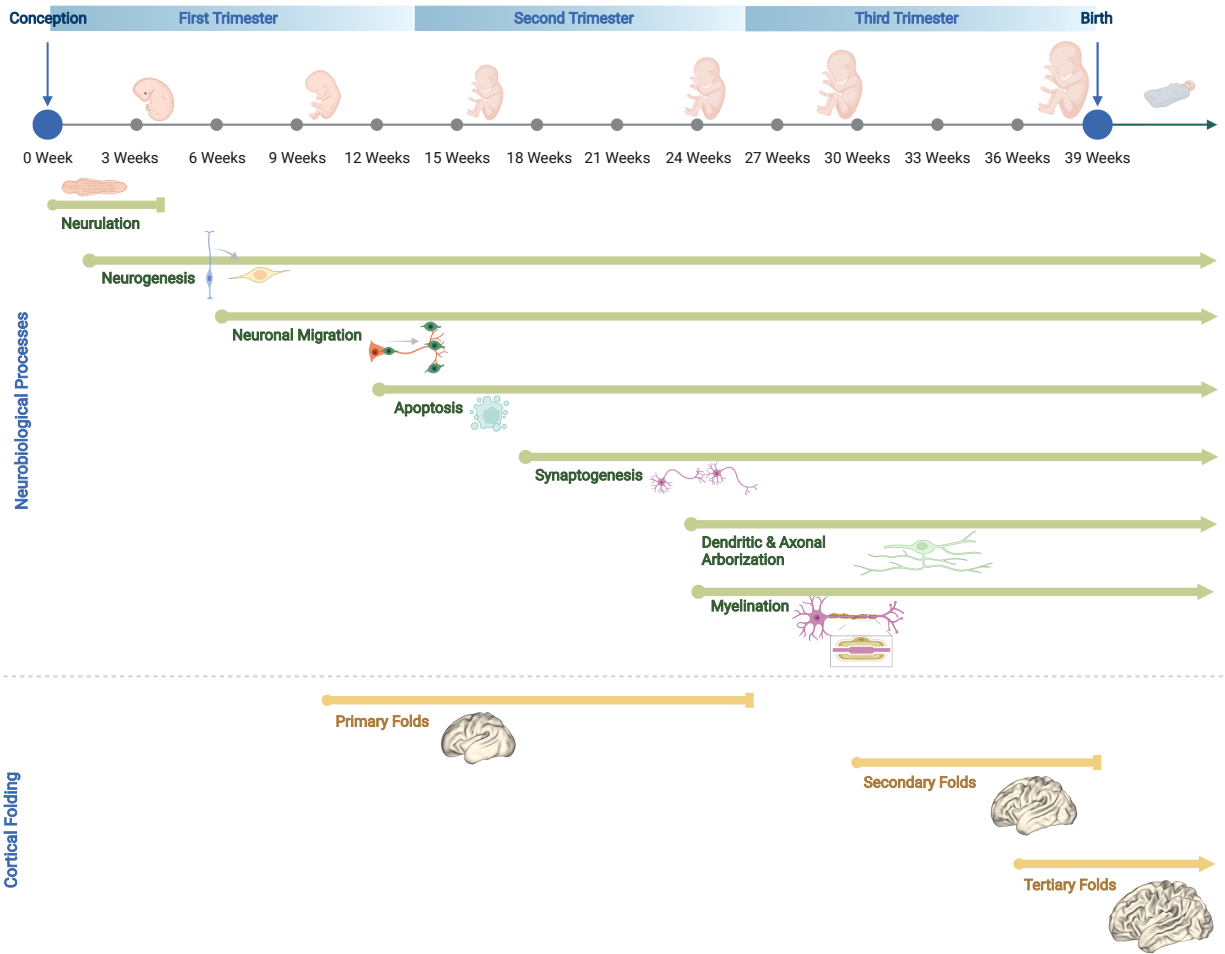 First Trimester
Second Trimester
Third Trimester
Conception
Birth
0 Week
3 Weeks
6 Weeks
9 Weeks
12 Weeks
15 Weeks
18 Weeks
21 Weeks
24 Weeks
27 Weeks
30 Weeks
33 Weeks
36 Weeks
39 Weeks
Neurobiological Processes
Neurulation
Neurogenesis
Neuronal Migration
Apoptosis
Synaptogenesis
Dendritic & Axonal
Arborization
Myelination
Cortical Folding
Primary Folds
Secondary Folds
Tertiary Folds